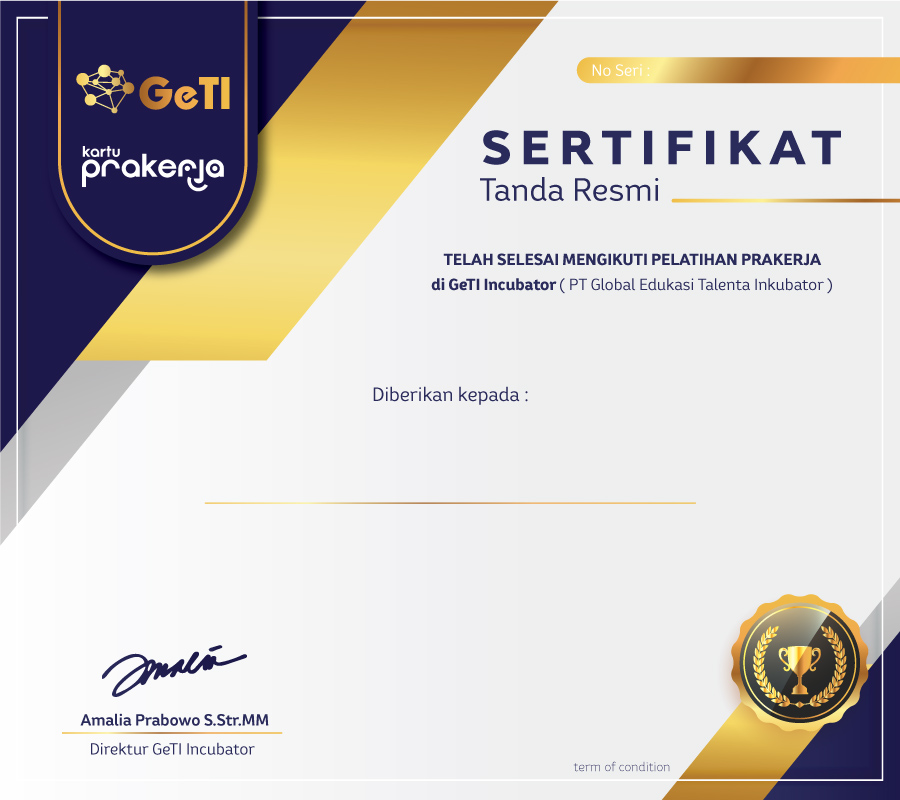 GeTI
kartu
prakerja
No Seri :
SERTIFIKAT
Tanda Resmi
TELAH SELESAI MENGIKUTI PELATIHAN PRAKERJA
di GeTI Incubator ( PT Global Edukasi Talenta Inkubator )
Diberikan kepada :
Amalia
Amalia Prabowo S.Str.MM
Direktur GeTI Incubator
term of condition